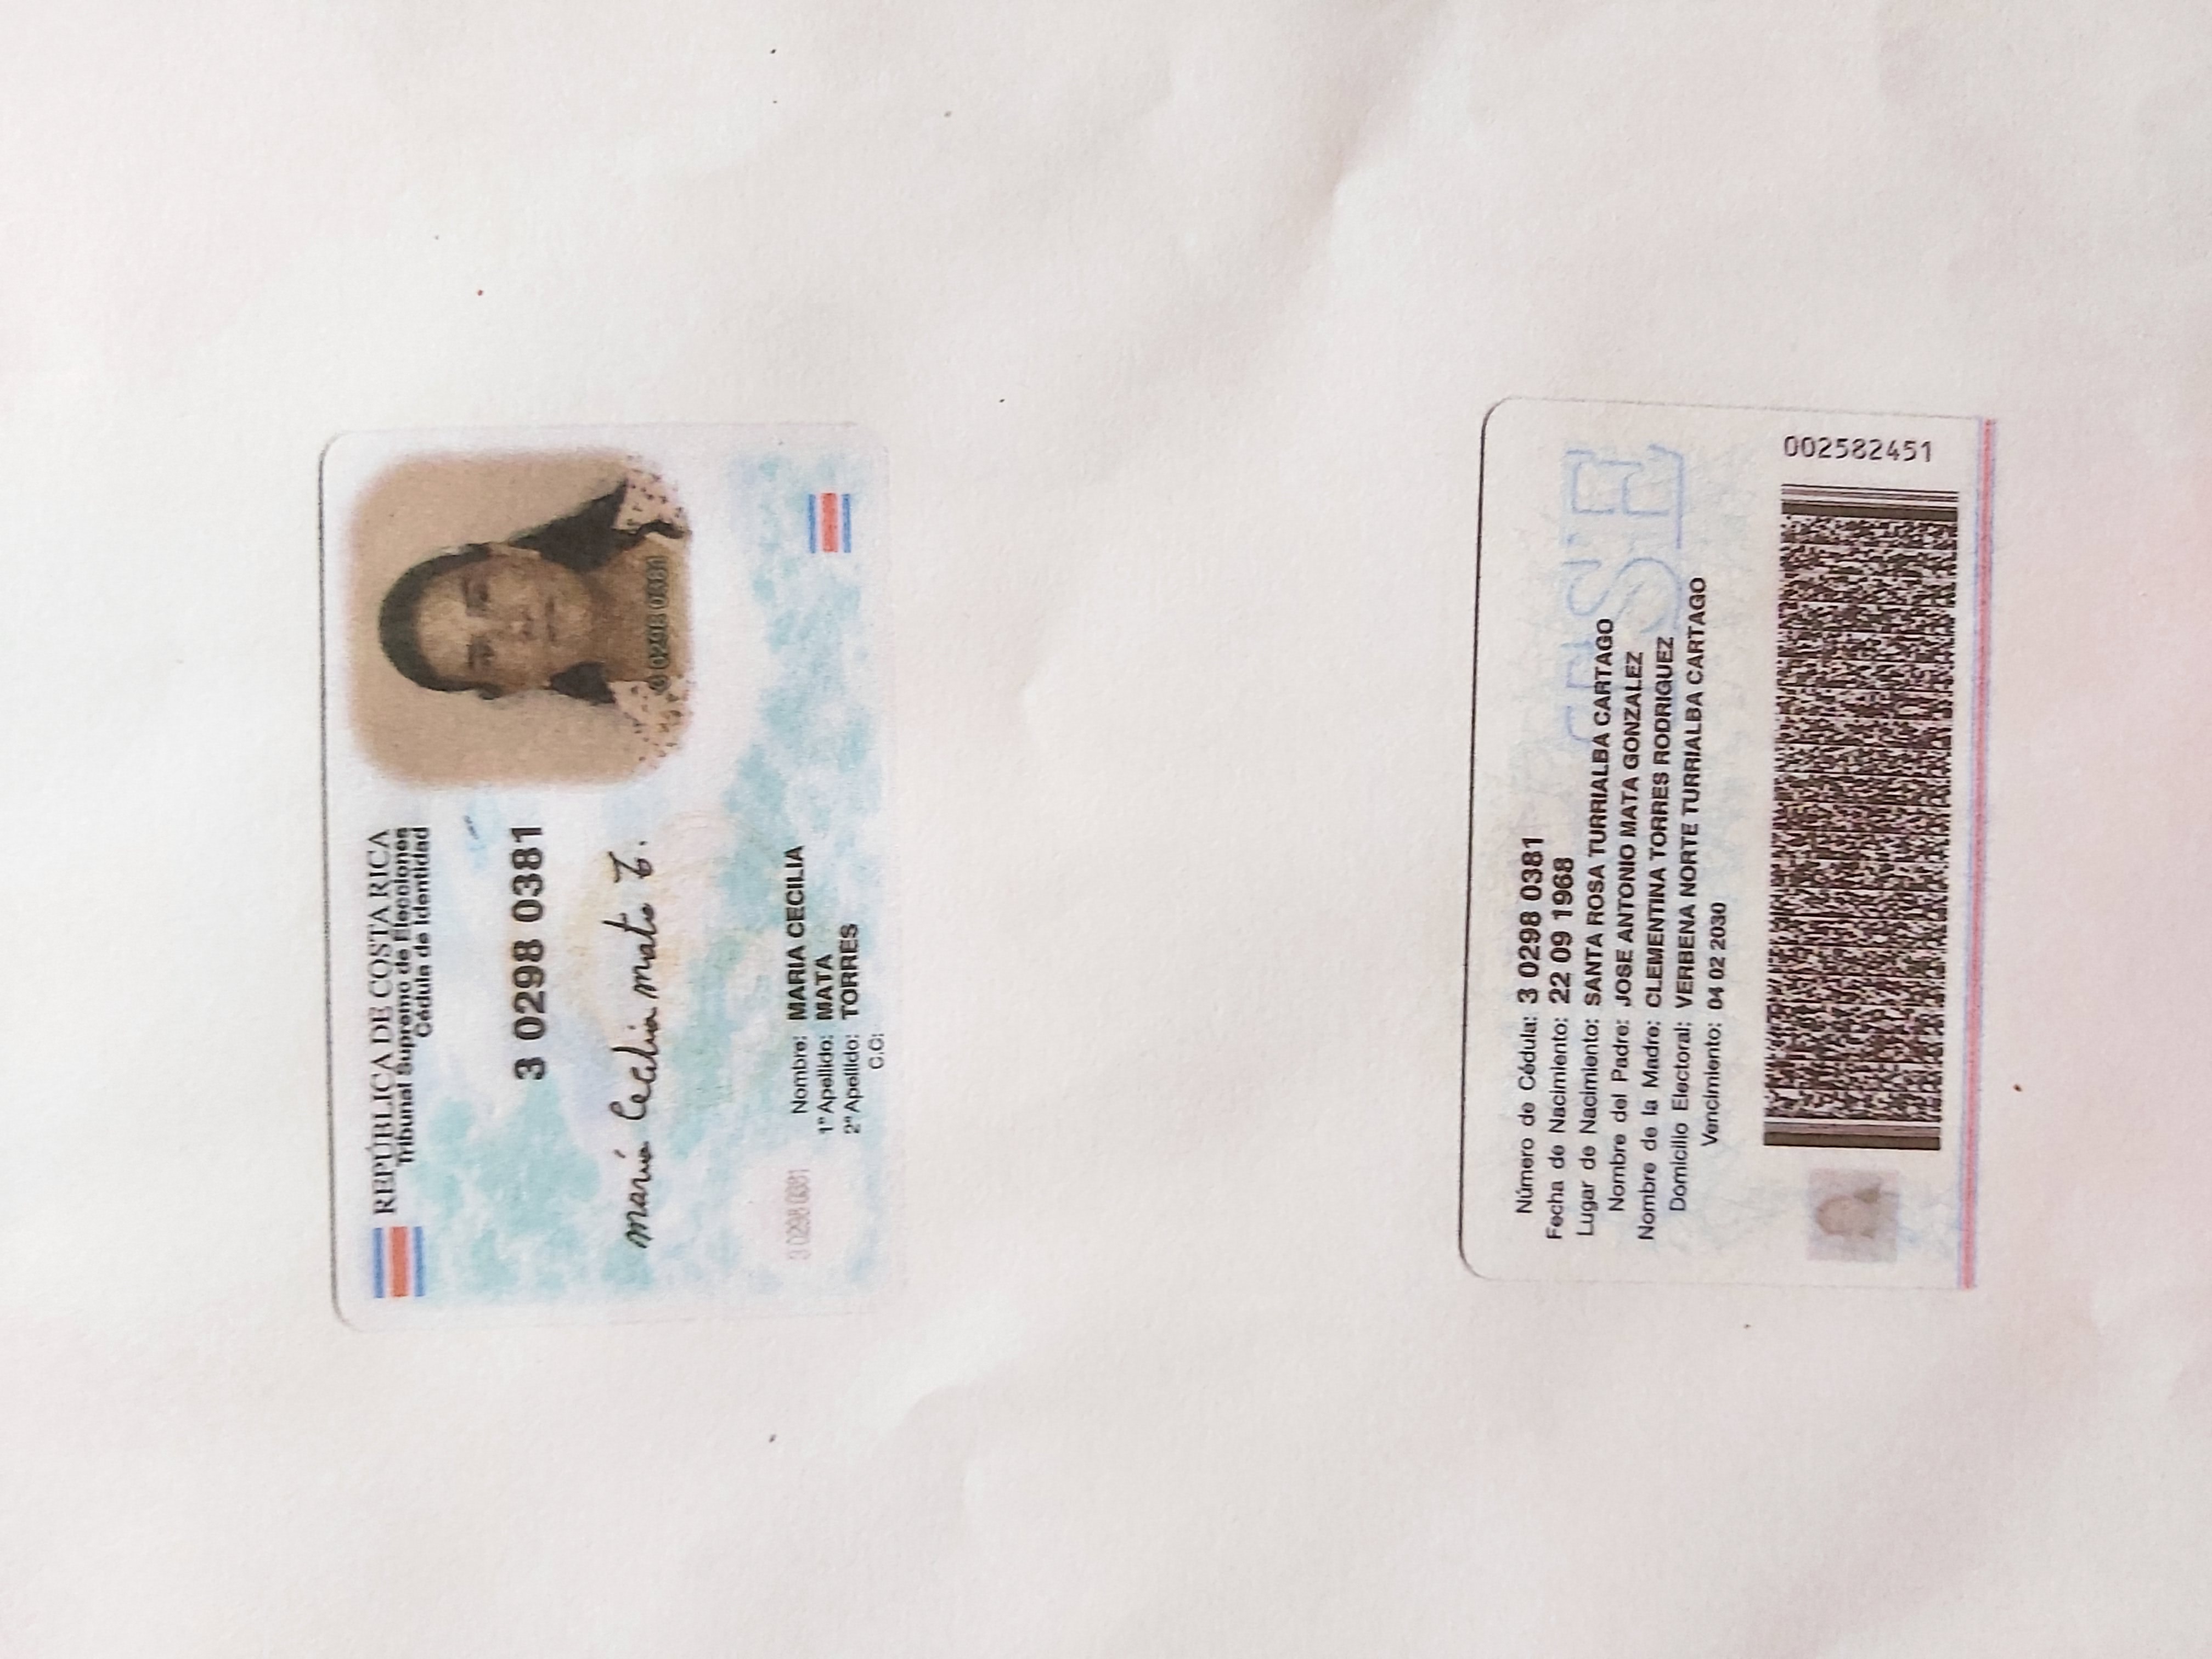 REPÚBLICA DE COSTA RICA
Tribunal Supremo de Elecciones
Cédula de Identidad
3 0298 0381
maría Cecilia mata T.
3 0298 0381
3 0298 0381
Nombre: MARIA CECILIA
1° Apellido: MATA
2° Apellido: TORRES
C.C:
Número de Cédula: 3 0298 0381
Fecha de Nacimiento: 22 09 1968
Lugar de Nacimiento: SANTA ROSA TURRIALBA CARTAGO
Nombre del Padre: JOSE ANTONIO MATA GONZALEZ
Nombre de la Madre: CLEMENTINA TORRES RODRIGUEZ
Domicilio Electoral: VERBENA NORTE TURRIALBA CARTAGO
Vencimiento: 04 02 2030
TSE
002582451